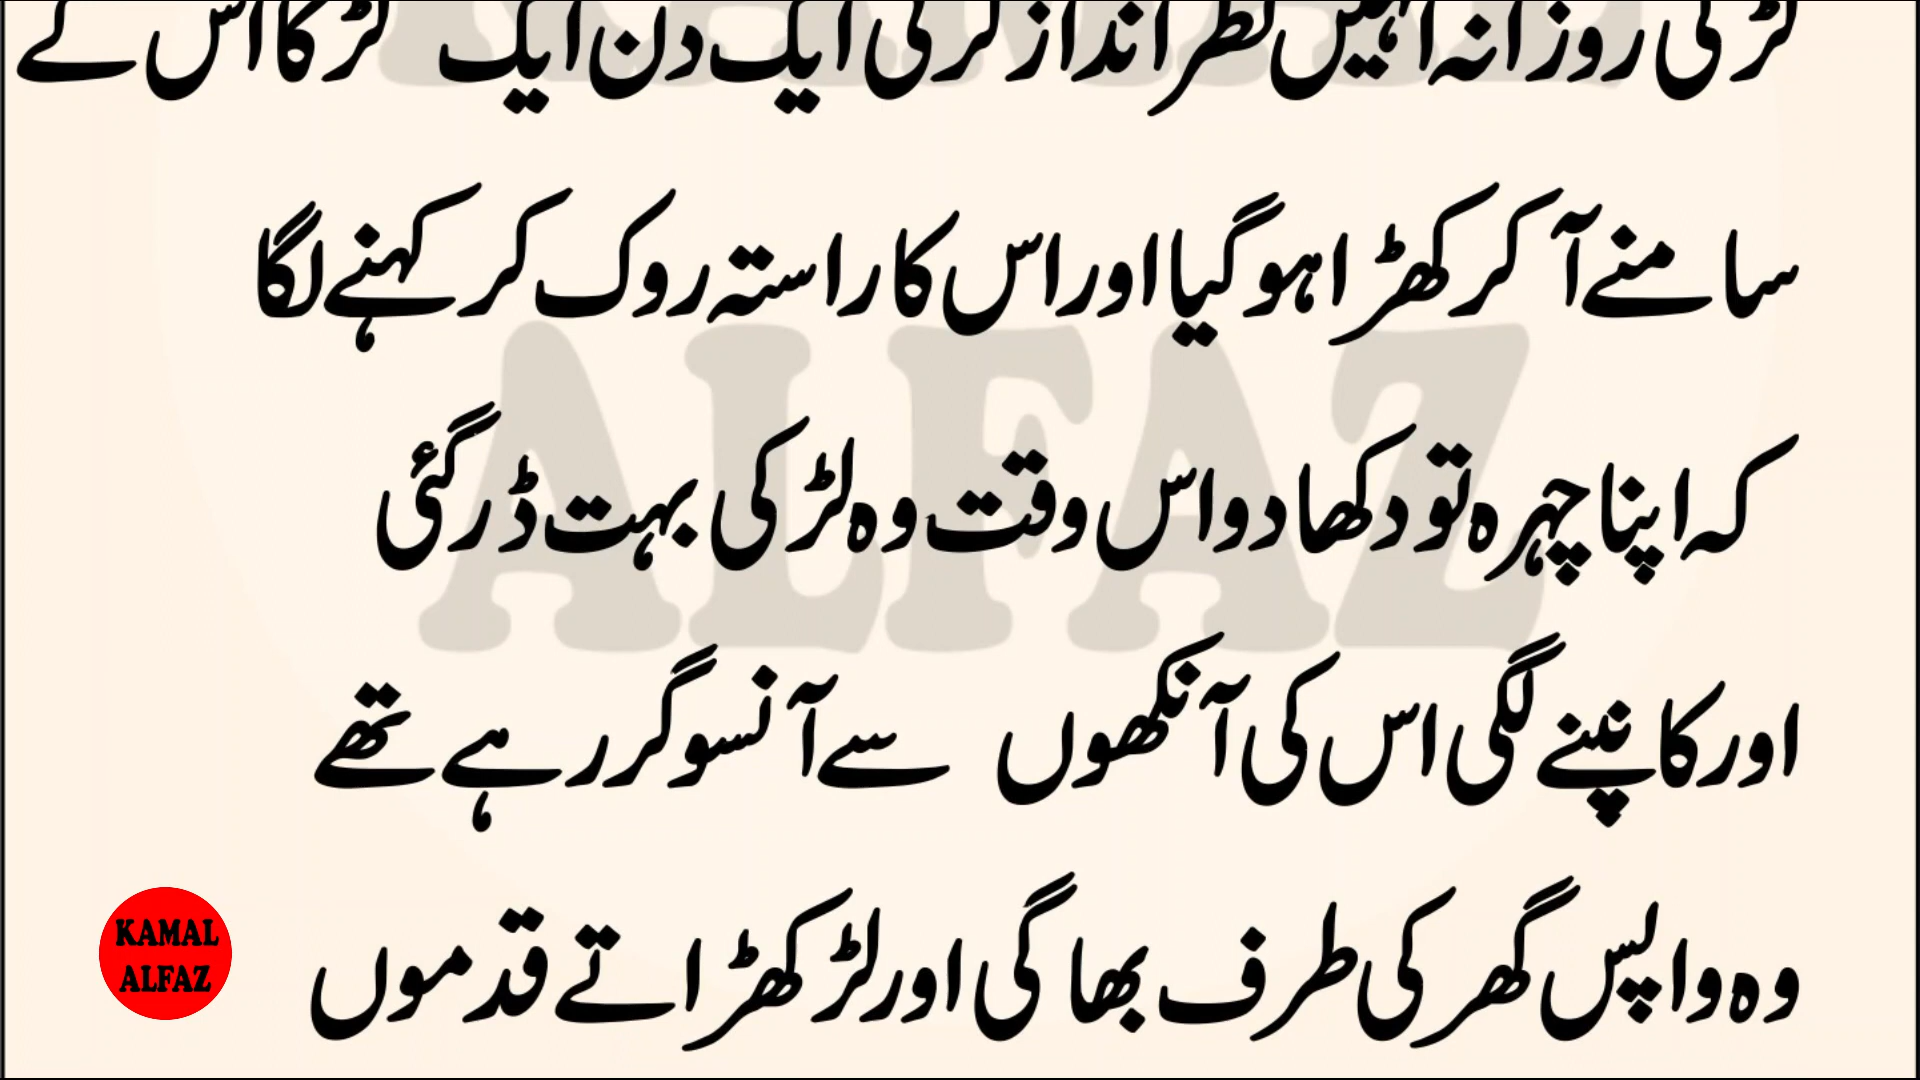 لڑکی روزانہ انہیں نظر انداز کرتی ایک دن ایک لڑکا اس کے
سامنے آ کر کھڑا ہو گیا اور اس کا راستہ روک کر کہنے لگا
کہ اپنا چہرہ تو دکھا دو اس وقت وہ لڑکی بہت ڈر گئی
اور کانپنے لگی اس کی آنکھوں سے آنسو گر رہے تھے
وہ واپس گھر کی طرف بھاگی اور لڑکھڑاتے قدموں
ALFAZ
KAMAL
ALFAZ